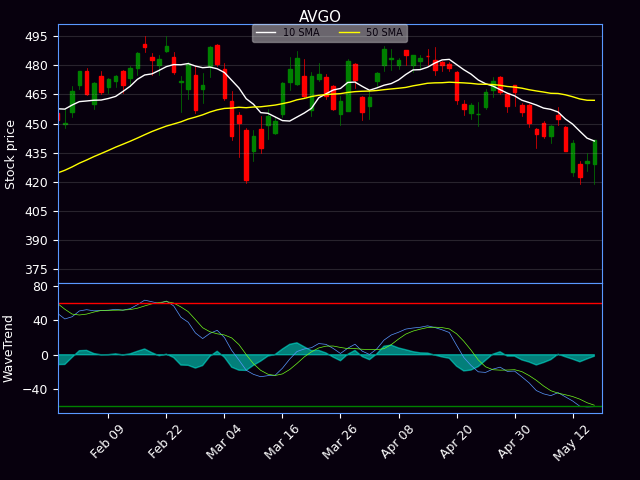 AVGO
10 SMA 50 SMA
Stock price
495
480
465
450
435
420
405
390
375
WaveTrend
80
40
0
−40
Feb 09
Feb 22
Mar 04
Mar 16
Mar 26
Apr 08
Apr 20
Apr 30
May 12